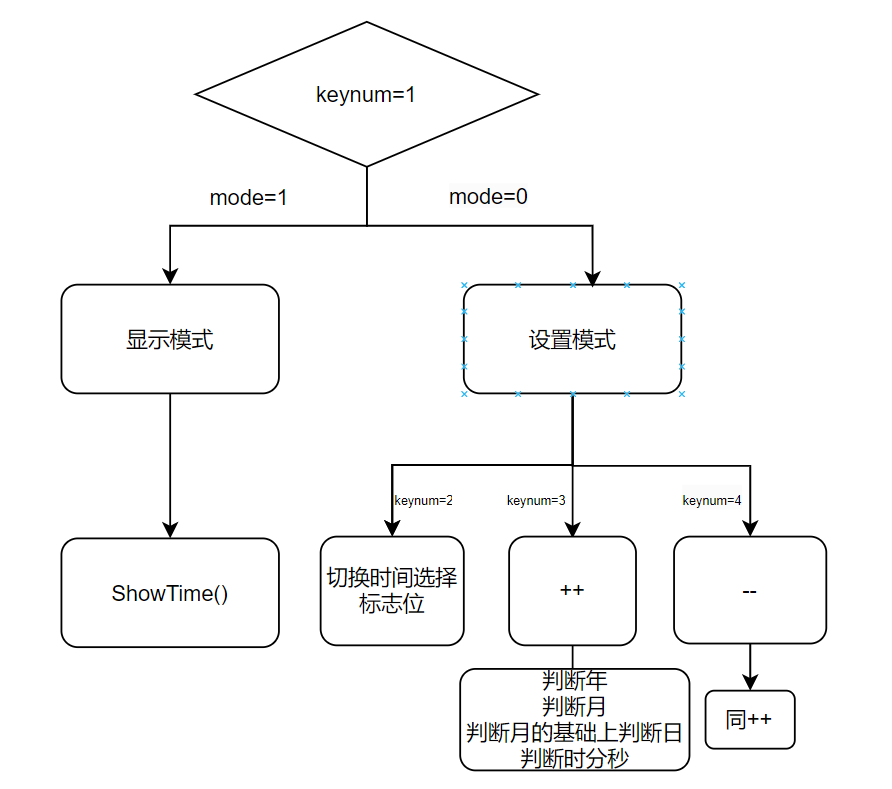 keynum=1
mode=1
mode=0
显示模式
设置模式
keynum=2
keynum=3
keynum=4
ShowTime()
切换时间选择
标志位
++
--
判断年
判断月
判断月的基础上判断日
判断时分秒
同++